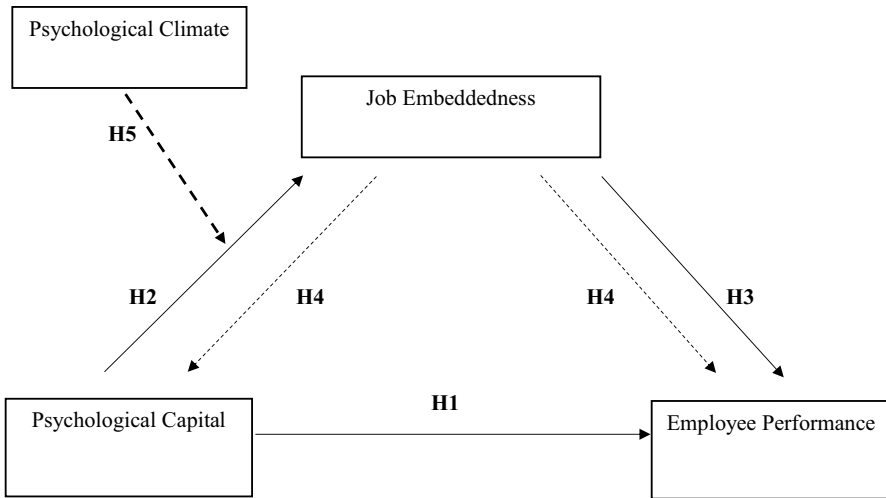 Psychological Climate
Job Embeddedness
H5
H2
H4
H4
H3
H1
Psychological Capital
Employee Performance